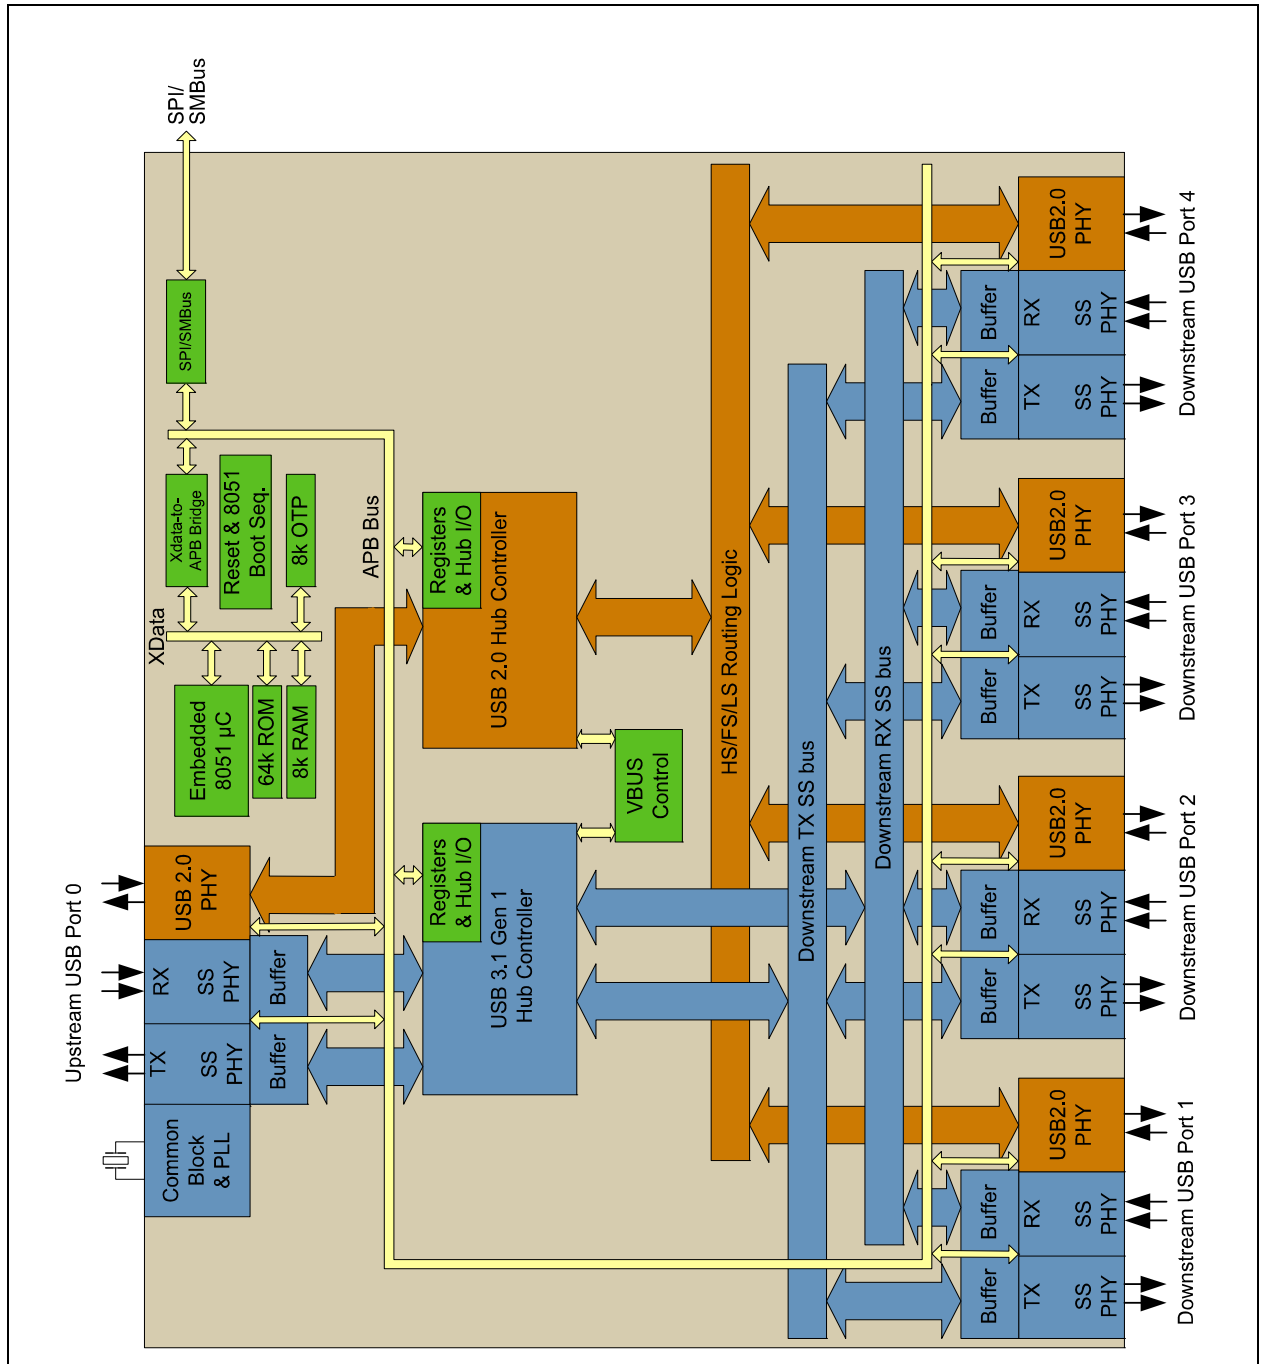 SPI/
SMBus
SPI/SMBus
Xdata-to-
APB Bridge
Reset & 8051
Boot Seq.
8k OTP
XData
Embedded
8051 µC
64k ROM
8k RAM
APB Bus
Upstream USB Port 0
USB 2.0
PHY
RX
SS
PHY
Buffer
TX
SS
PHY
Buffer
Common
Block
& PLL
Registers
& Hub I/O
USB 2.0 Hub Controller
VBUS
Control
Registers
& Hub I/O
USB 3.1 Gen 1
Hub Controller
HS/FS/LS Routing Logic
Downstream TX SS bus
Downstream RX SS bus
USB2.0
PHY
Buffer
RX
SS
PHY
Buffer
TX
SS
PHY
Downstream USB Port 4
USB2.0
PHY
Buffer
RX
SS
PHY
Buffer
TX
SS
PHY
Downstream USB Port 3
USB2.0
PHY
Buffer
RX
SS
PHY
Buffer
TX
SS
PHY
Downstream USB Port 2
USB2.0
PHY
Buffer
RX
SS
PHY
Buffer
TX
SS
PHY
Downstream USB Port 1